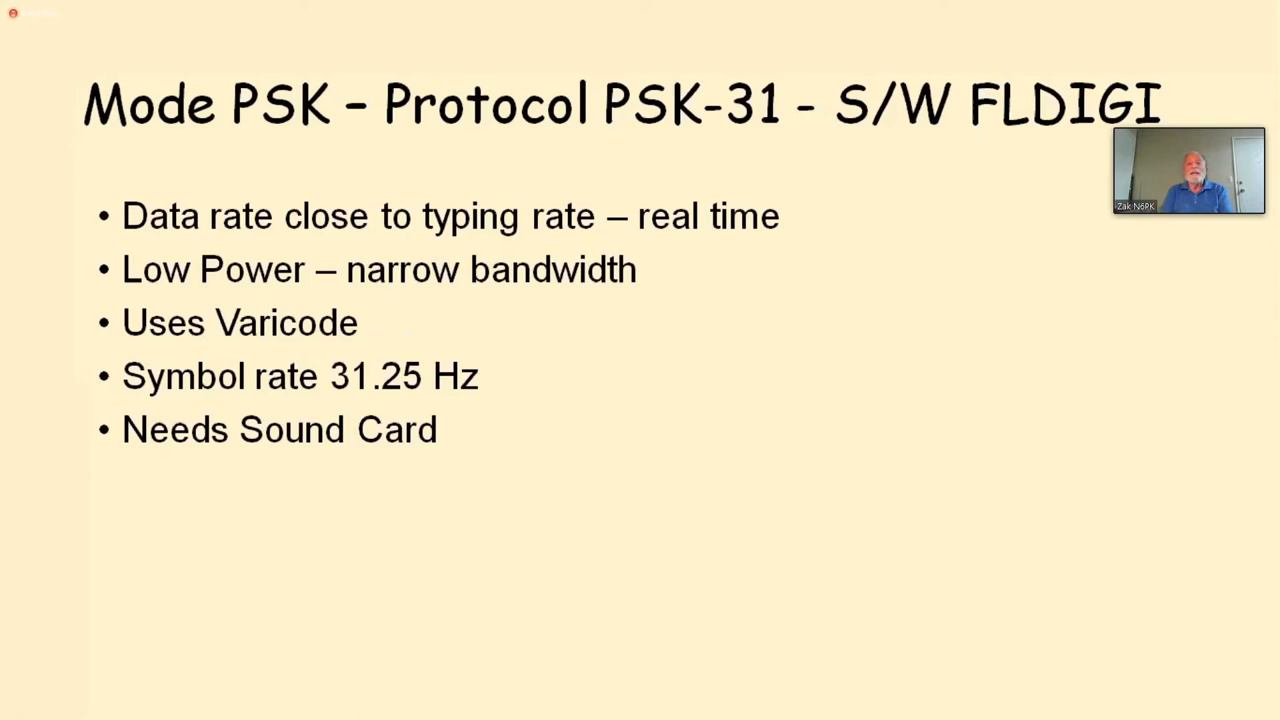 Mode PSK – Protocol PSK-31 - S/W FLDIGI
• Data rate close to typing rate – real time
• Low Power – narrow bandwidth
• Uses Varicode
• Symbol rate 31.25 Hz
• Needs Sound Card
Zak N6PK